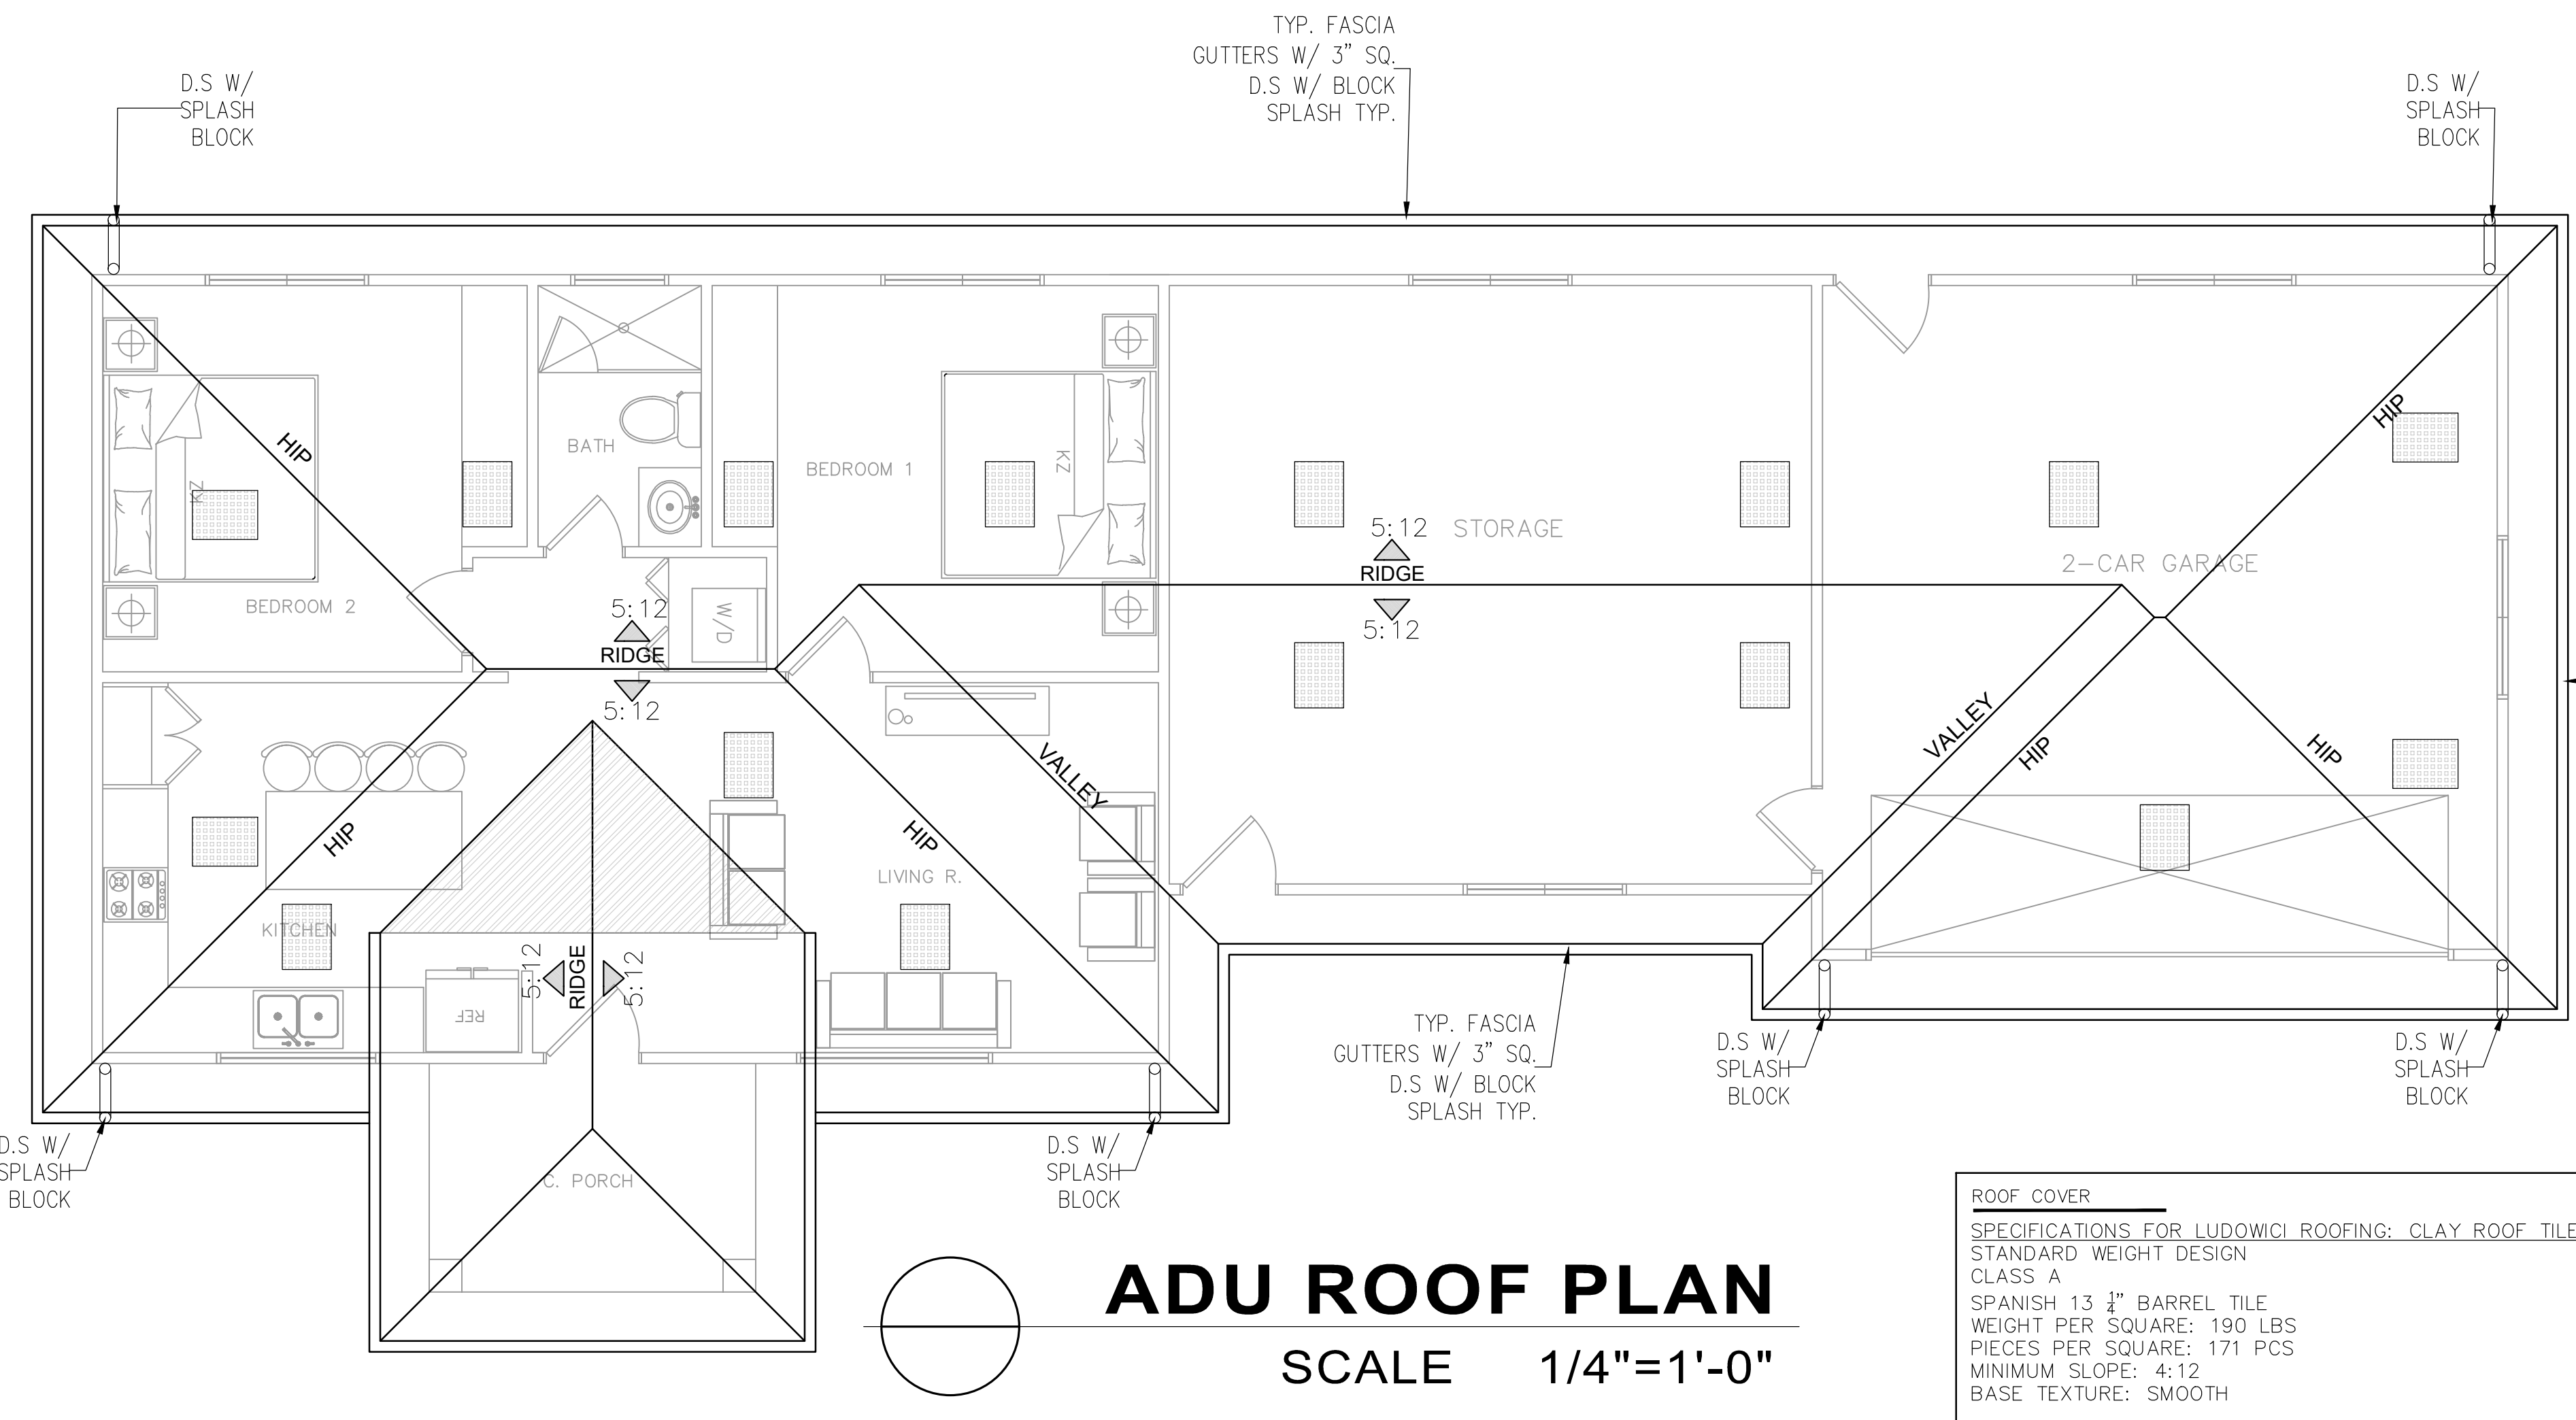 TYP. FASCIA
GUTTERS W/ 3" SQ.
D.S W/ BLOCK
SPLASH TYP.
D.S W/
SPLASH
BLOCK
D.S W/
SPLASH
BLOCK
HIP
BATH
BEDROOM 1
KZ
KZ
BEDROOM 2
W/D
5:12
RIDGE
5:12
5:12
STORAGE
RIDGE
5:12
HIP
2-CAR GARAGE
VALLEY
HIP
HIP
VALLEY
HIP
HIP
LIVING R.
KITCHEN
REF
5:12
RIDGE
5:12
C. PORCH
TYP. FASCIA
GUTTERS W/ 3" SQ.
D.S W/ BLOCK
SPLASH TYP.
D.S W/
SPLASH
BLOCK
D.S W/
SPLASH
BLOCK
D.S W/
SPLASH
BLOCK
D.S W/
SPLASH
BLOCK
ADU ROOF PLAN
SCALE 1/4"=1'-0"
ROOF COVER
SPECIFICATIONS FOR LUDOWICI ROOFING: CLAY ROOF TILE
STANDARD WEIGHT DESIGN
CLASS A
SPANISH 13 1/4" BARREL TILE
WEIGHT PER SQUARE: 190 LBS
PIECES PER SQUARE: 171 PCS
MINIMUM SLOPE: 4:12
BASE TEXTURE: SMOOTH